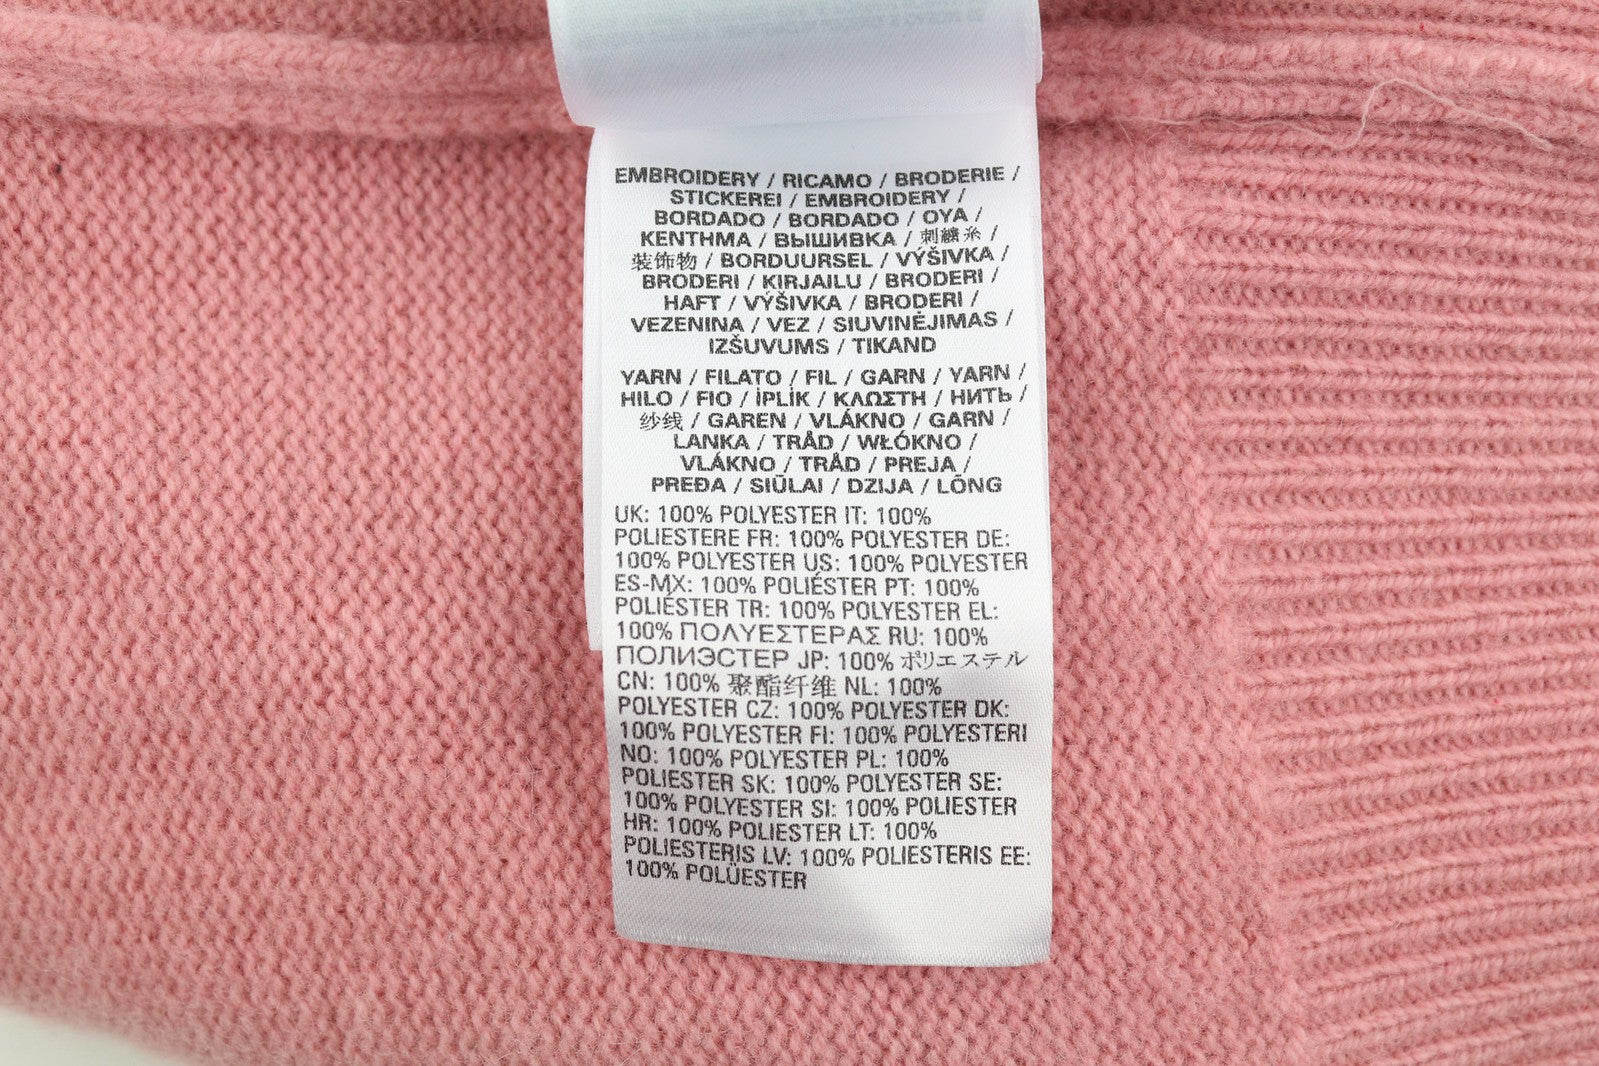 EMBROIDERY / RICAMO / BRODERIE /
STICKEREI / EMBROIDERY /
BORDADO / BORDADO / OYA /
ΚΕΝΤΗΜΑ / ВЫШИВКА / 刺繍糸 /
装饰物 / BORDUURSEL / VÝŠIVKA /
BRODERI / KIRJAILU / BRODERI /
HAFT / VÝŠIVKA / BRODERI /
VEZENINA / VEZ / SIUVINĖJIMAS /
IZŠUVUMS / TIKAND
YARN / FILATO / FIL / GARN / YARN /
HILO / FIO / İPLİK / ΚΛΩΣΤΗ / НИТЬ /
纱线 / GAREN / VLÁKNO / GARN /
LANKA / TRÅD / WŁÓKNO /
VLÁKNO / TRÅD / PREJA /
PREĐA / SIŪLAI / DZIJA / LÕNG
UK: 100% POLYESTER IT: 100%
POLIESTERE FR: 100% POLYESTER DE:
100% POLYESTER US: 100% POLYESTER
ES-MX: 100% POLIÉSTER PT: 100%
POLIÉSTER TR: 100% POLYESTER EL:
100% ΠΟΛΥΕΣΤΕΡΑΣ RU: 100%
ПОЛИЭСТЕР JP: 100% ポリエステル
CN: 100% 聚酯纤维 NL: 100%
POLYESTER CZ: 100% POLYESTER DK:
100% POLYESTER FI: 100% POLYESTERI
NO: 100% POLYESTER PL: 100%
POLIESTER SK: 100% POLYESTER SE:
100% POLYESTER SI: 100% POLIESTER
HR: 100% POLIESTER LT: 100%
POLIESTERIS LV: 100% POLIESTERIS EE:
100% POLÜESTER